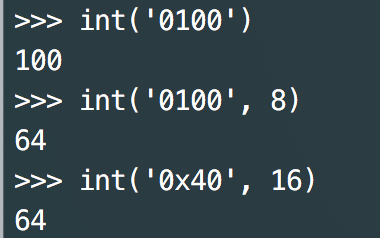 >>> int('0100')
100
>>> int('0100', 8)
64
>>> int('0x40', 16)
64